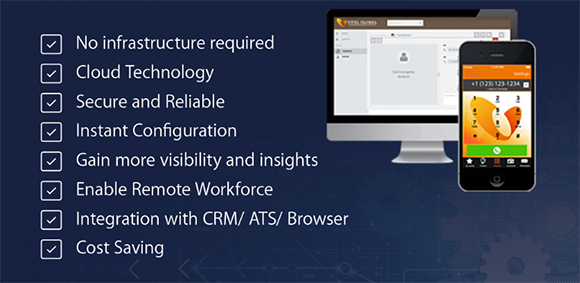 No infrastructure required
Cloud Technology
Secure and Reliable
Instant Configuration
Gain more visibility and insights
Enable Remote Workforce
Integration with CRM/ ATS/ Browser
Cost Saving
GLOBAL
Settings
+1 (123) 123-1234